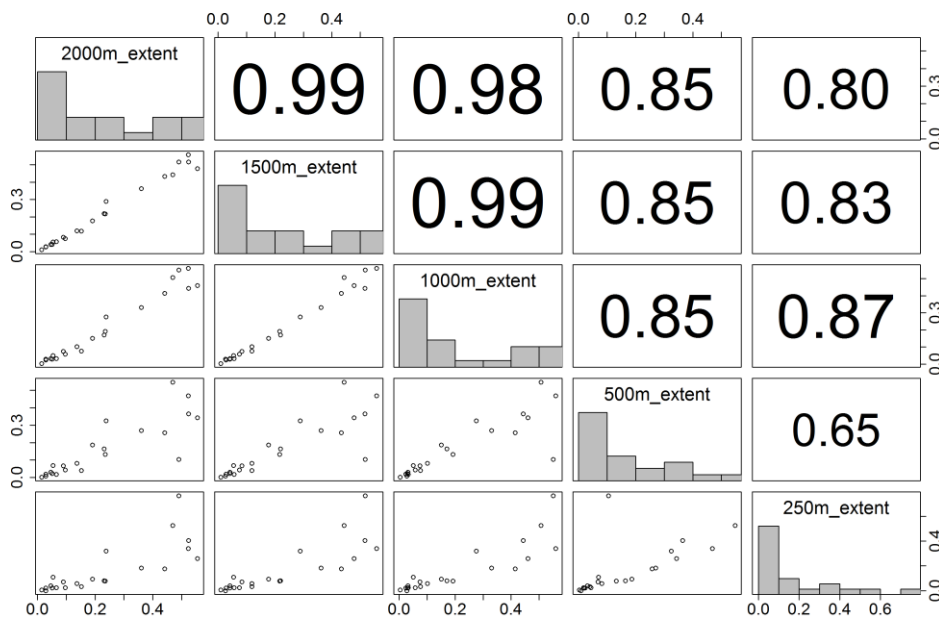 0.0 0.2 0.4 0.0 0.2 0.4
2000m_extent 0.99 0.98 0.85 0.80 0.0 0.3
0.0 0.3 1500m_extent 0.99 0.85 0.83
1000m_extent 0.85 0.87 0.0 0.3
0.0 0.3 500m_extent 0.65
250m_extent 0.0 0.4
0.0 0.2 0.4 0.0 0.2 0.4 0.0 0.2 0.4 0.6